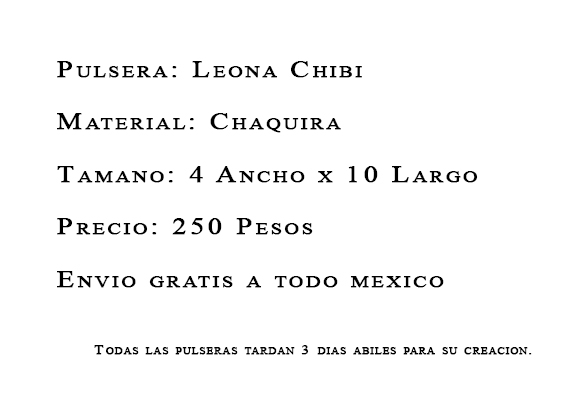 Pulsera: Leona Chibi
Material: Chaquira
Tamano: 4 Ancho x 10 Largo
Precio: 250 Pesos
Envio gratis a todo mexico
Todas las pulseras tardan 3 dias abiles para su creacion.